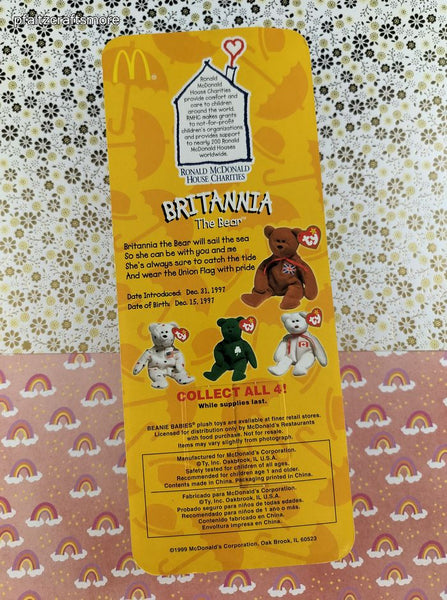 pfaltzcraftsmore
Ronald
McDonald
House Charities
provide comfort and
care to children
around the world.
RMHC makes grants
to not-for-profit
children's organizations
and provides support
to nearly 200 Ronald
McDonald Houses
worldwide.
RONALD MCDONALD
HOUSE CHARITIES
BRITANNIA
The Bear™
Britannia the Bear will sail the sea
So she can be with you and me
She's always sure to catch the tide
And wear the Union Flag with pride
Date Introduced: Dec. 31, 1997
Date of Birth: Dec. 15, 1997
COLLECT ALL 4!
While supplies last.
BEANIE BABIES® plush toys are available at finer retail stores.
Licensed for distribution only by McDonald's Restaurants
with food purchase. Not for resale.
Items may vary slightly from photograph.
Manufactured for McDonald's Corporation.
©Ty, Inc. Oakbrook, IL U.S.A.
Safety tested for children of all ages.
Recommended for children age 1 and older.
Contents made in China. Packaging printed in China.
Fabricado para McDonald's Corporation.
©Ty, Inc. Oakbrook, IL U.S.A.
Probado seguro para niños de todas edades.
Recomendado para niños de 1 año o más.
Contenido fabricado en China.
Envoltura impresa en China.
©1999 McDonald's Corporation, Oak Brook, IL 60523